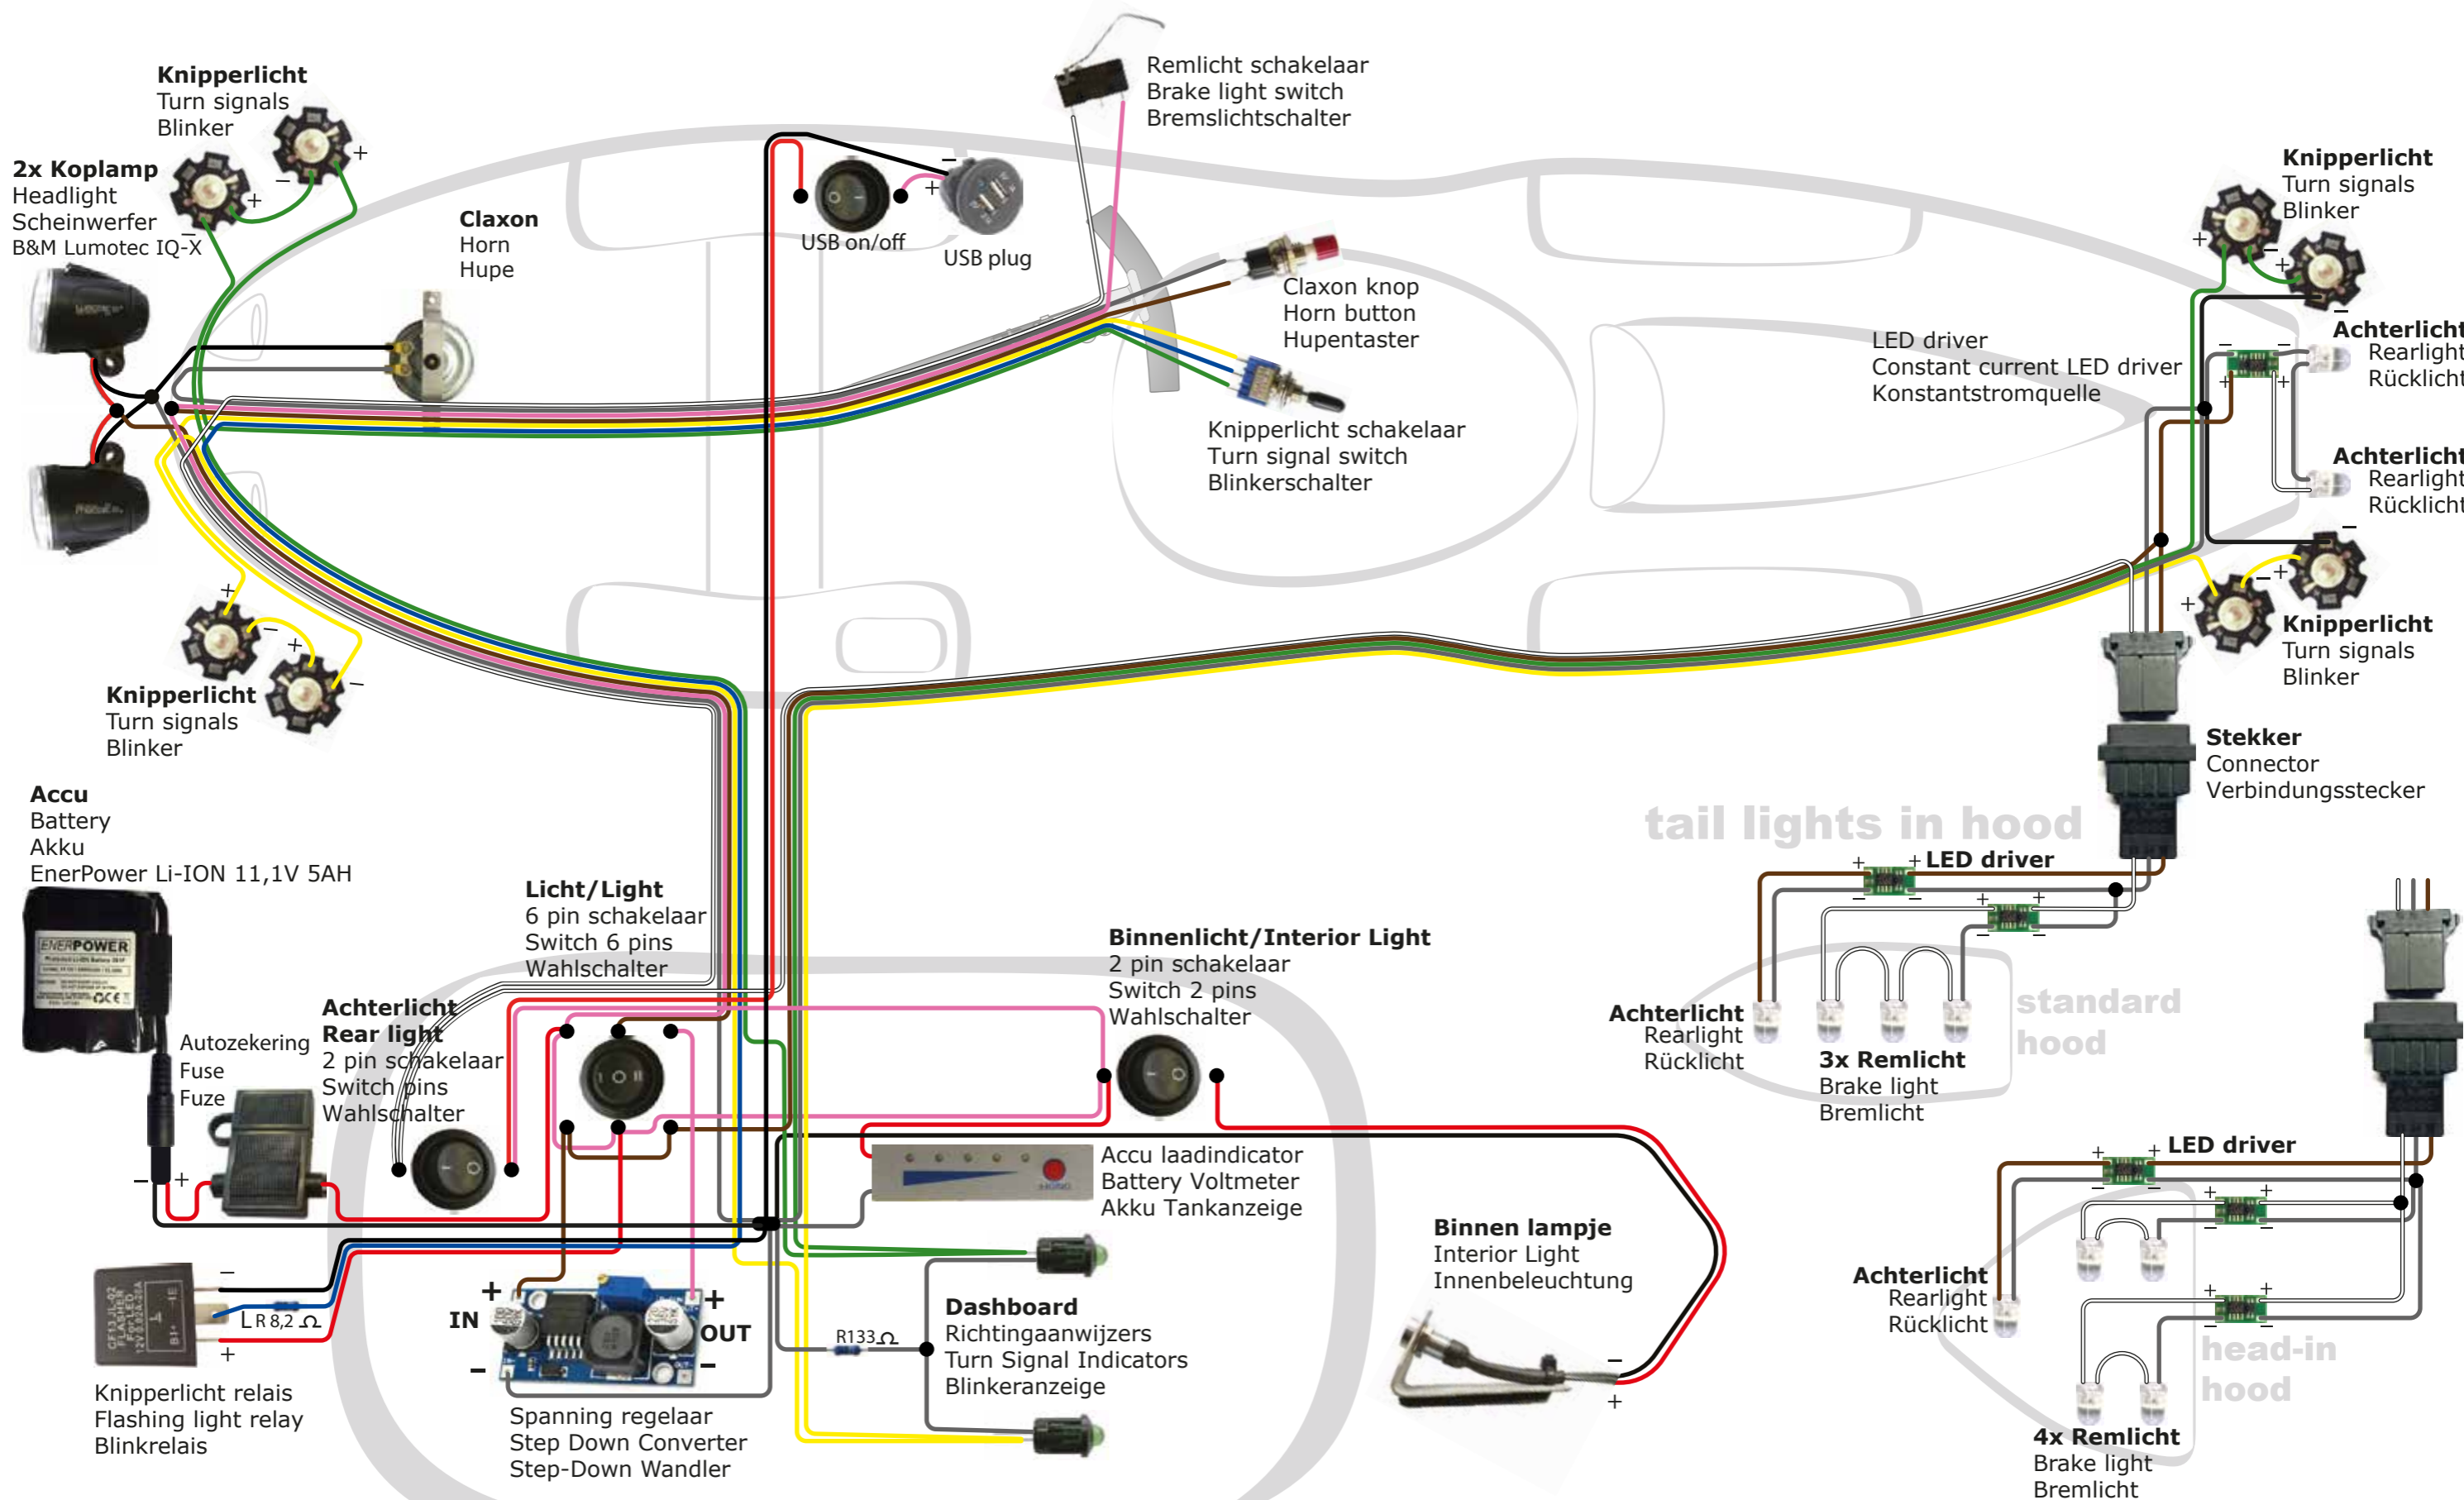 Knipperlicht
Turn signals
Blinker
2x Koplamp
Headlight
Scheinwerfer
B&M Lumotec IQ-X
Claxon
Horn
Hupe
USB on/off
USB plug
Remlicht schakelaar
Brake light switch
Bremslichtschalter
Claxon knop
Horn button
Hupentaster
Knipperlicht schakelaar
Turn signal switch
Blinkerschalter
Knipperlicht
Turn signals
Blinker
LED driver
Constant current LED driver
Konstantstromquelle
Achterlicht
Rearlight
Rücklicht
Achterlicht
Rearlight
Rücklicht
Knipperlicht
Turn signals
Blinker
Knipperlicht
Turn signals
Blinker
Stekker
Connector
Verbindungsstecker
Accu
Battery
Akku
EnerPower Li-ION 11,1V 5AH
ENERPOWER
Autozekering
Fuse
Fuze
Achterlicht
Rear light
2 pin schakelaar
Switch pins
Wahlschalter
Licht/Light
6 pin schakelaar
Switch 6 pins
Wahlschalter
Binnenlicht/Interior Light
2 pin schakelaar
Switch 2 pins
Wahlschalter
Accu laadindicator
Battery Voltmeter
Akku Tankanzeige
CF13 JL-02
FLASHER
For LED
L R 8,2 Ω
Knipperlicht relais
Flashing light relay
Blinkrelais
+ IN -
+ OUT -
Spanning regelaar
Step Down Converter
Step-Down Wandler
R133 Ω
Dashboard
Richtingaanwijzers
Turn Signal Indicators
Blinkeranzeige
Binnen lampje
Interior Light
Innenbeleuchtung
tail lights in hood
LED driver
Achterlicht
Rearlight
Rücklicht
3x Remlicht
Brake light
Bremlicht
standard
hood
LED driver
Achterlicht
Rearlight
Rücklicht
head-in
hood
4x Remlicht
Brake light
Bremlicht